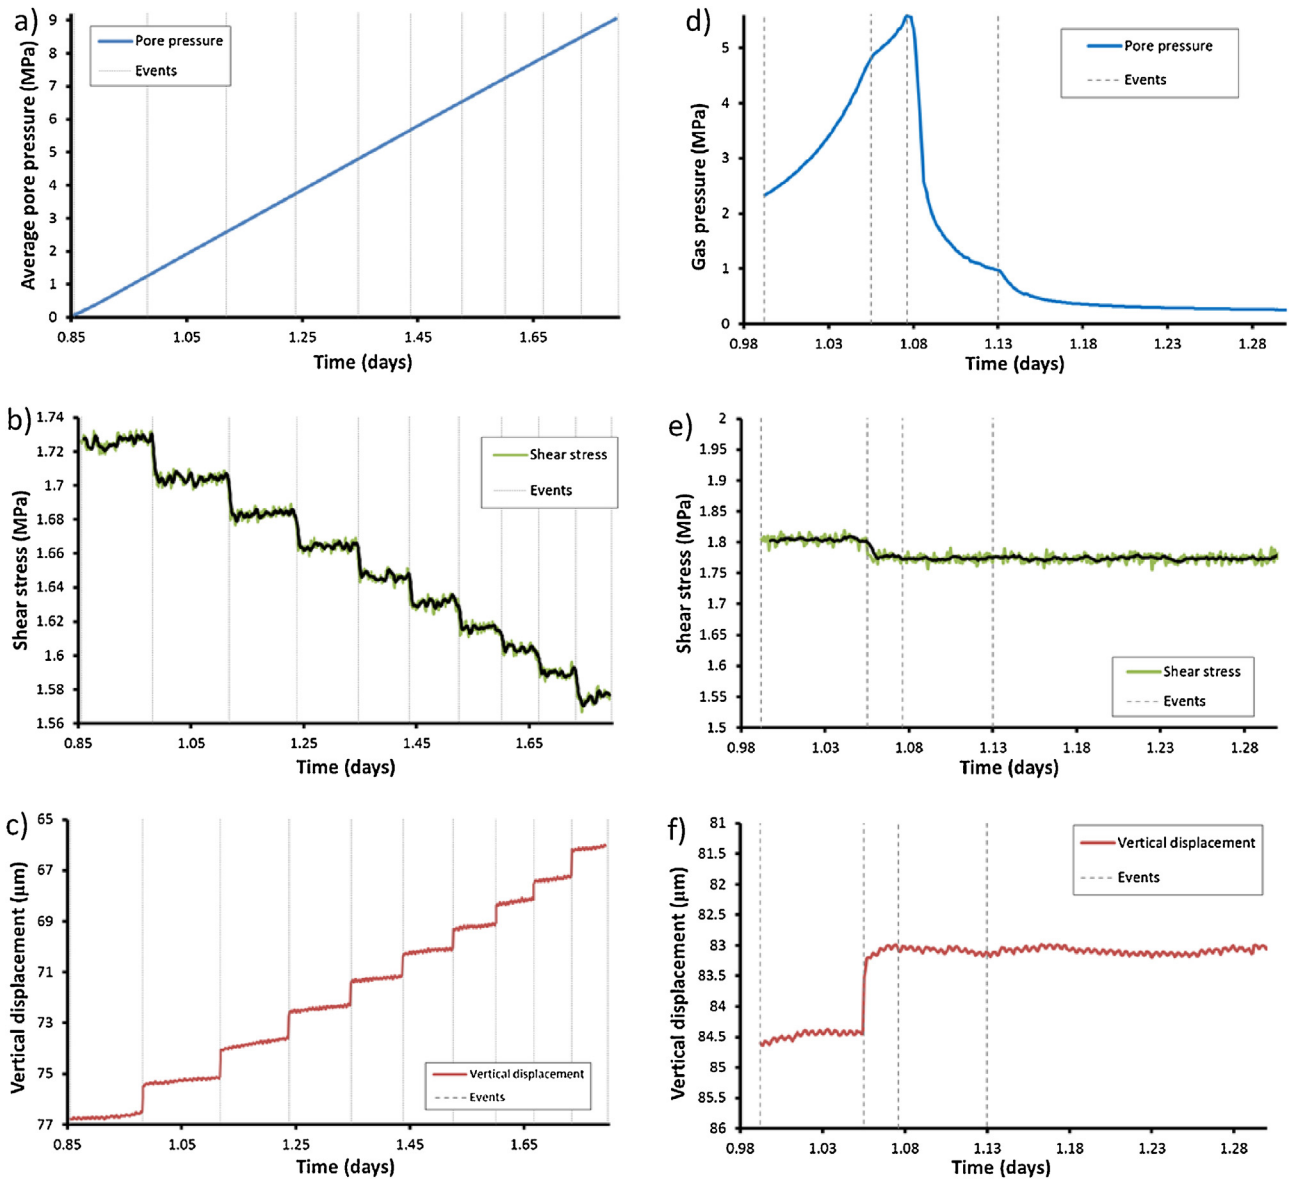 a)
Average pore pressure (MPa)
9
8
7
6
5
4
3
2
1
0
Pore pressure
Events
0.85 1.05 1.25 1.45 1.65
Time (days)
d)
Gas pressure (MPa)
5
4
3
2
1
0
Pore pressure
Events
0.98 1.03 1.08 1.13 1.18 1.23 1.28
Time (days)
b)
Shear stress (MPa)
1.74
1.72
1.7
1.68
1.66
1.64
1.62
1.6
1.58
1.56
Shear stress
Events
0.85 1.05 1.25 1.45 1.65
Time (days)
e)
Shear stress (MPa)
2
1.95
1.9
1.85
1.8
1.75
1.7
1.65
1.6
1.55
1.5
Shear stress
Events
0.98 1.03 1.08 1.13 1.18 1.23 1.28
Time (days)
c)
Vertical displacement (μm)
65
67
69
71
73
75
77
Vertical displacement
Events
0.85 1.05 1.25 1.45 1.65
Time (days)
f)
Vertical displacement (μm)
81
81.5
82
82.5
83
83.5
84
84.5
85
85.5
86
Vertical displacement
Events
0.98 1.03 1.08 1.13 1.18 1.23 1.28
Time (days)